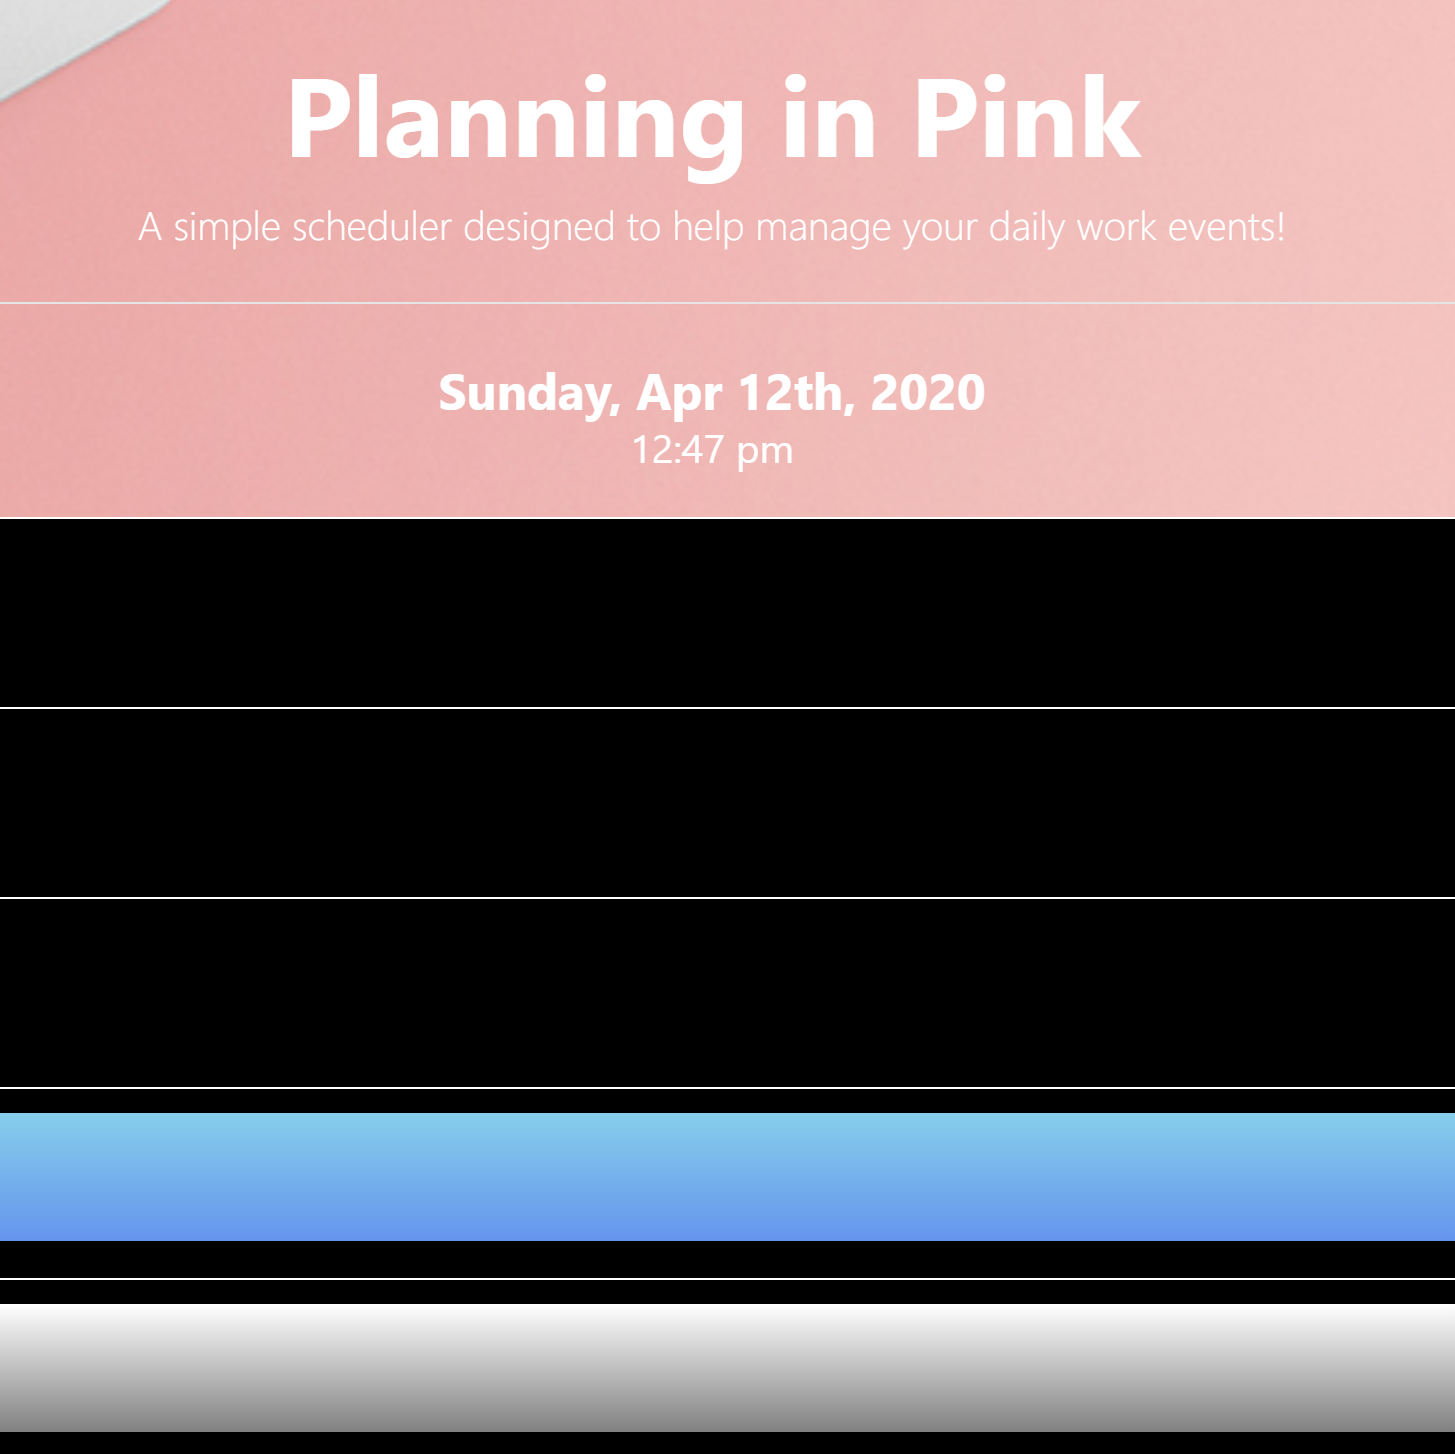 Planning in Pink
A simple scheduler designed to help manage your daily work events!
Sunday, Apr 12th, 2020
12:47 pm